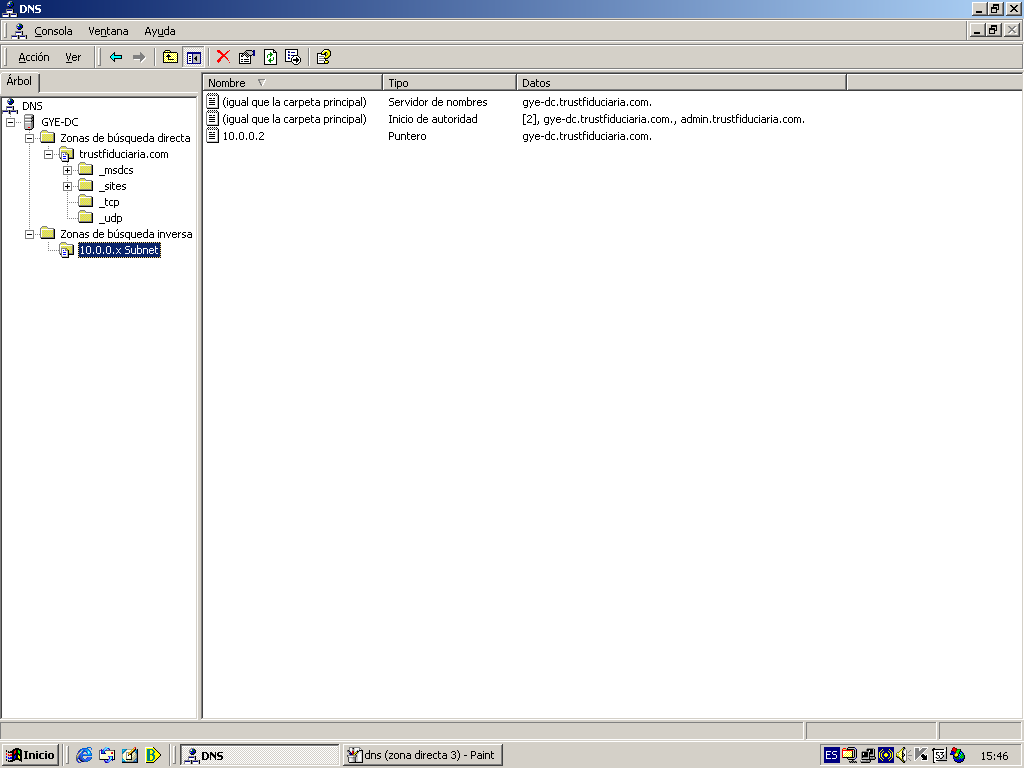 DNS
Consola Ventana Ayuda
Acción Ver
Árbol
Nombre Tipo Datos
DNS
GYE-DC
Zonas de búsqueda directa
trustfiduciaria.com
_msdcs
_sites
_tcp
_udp
Zonas de búsqueda inversa
10.0.0.x Subnet
(igual que la carpeta principal) Servidor de nombres gye-dc.trustfiduciaria.com.
(igual que la carpeta principal) Inicio de autoridad [2], gye-dc.trustfiduciaria.com., admin.trustfiduciaria.com.
10.0.0.2 Puntero gye-dc.trustfiduciaria.com.
Inicio DNS dns (zona directa 3) - Paint ES 53 15:46